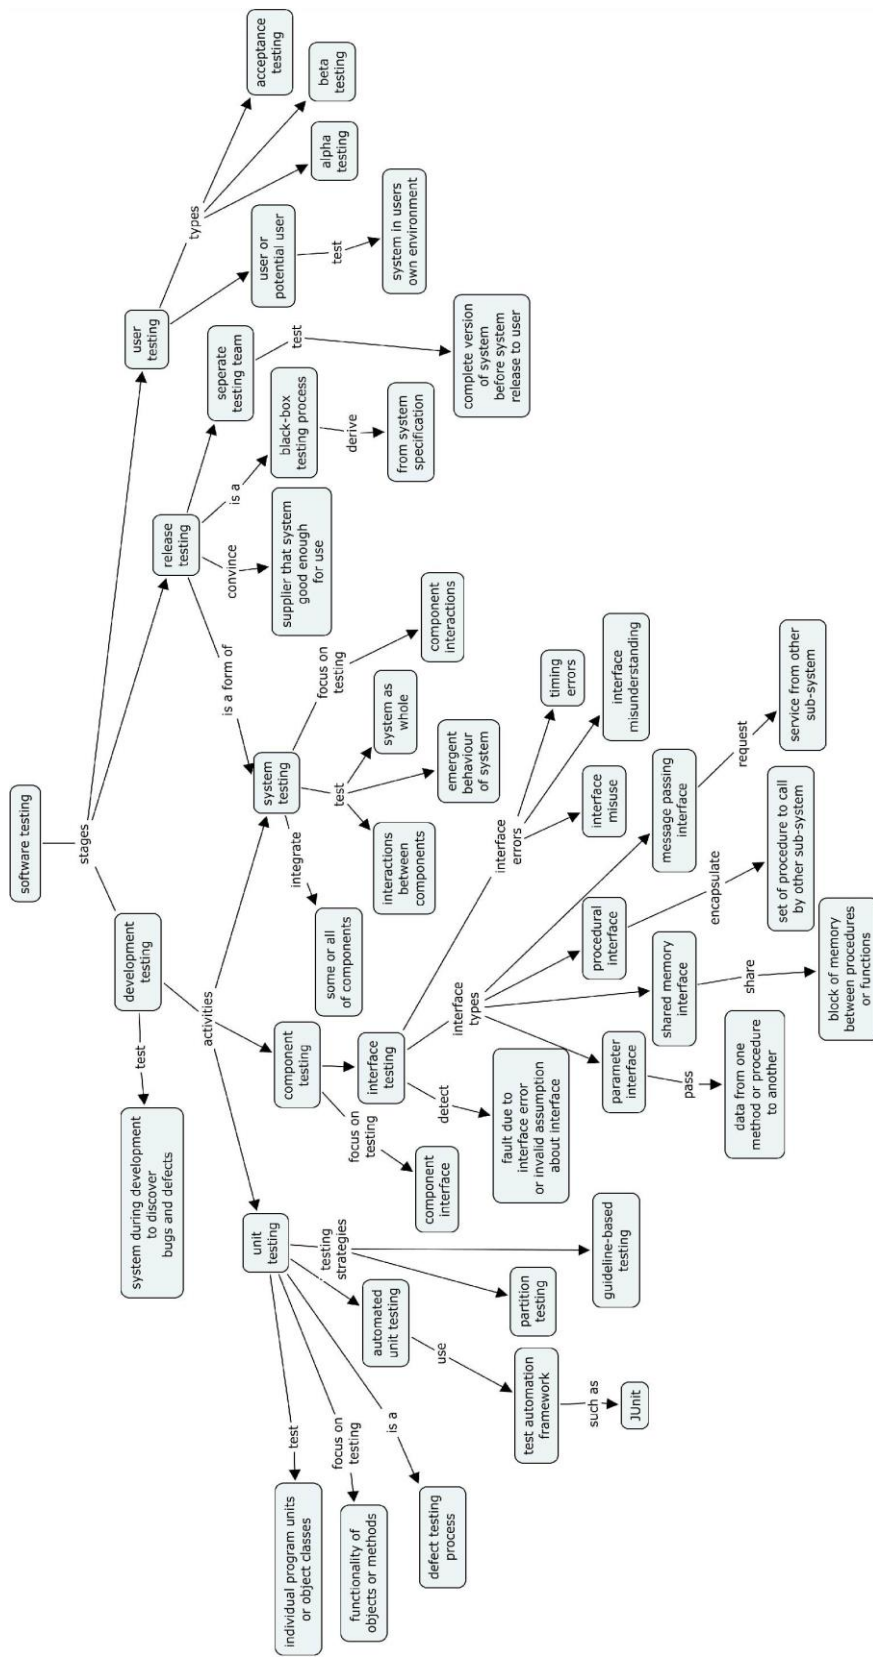 software testing
stages
development
testing
test
system during development
to discover
bugs and defects
activities
unit
testing
test
individual program units
or object classes
focus on
testing
functionality of
objects or methods
is a
defect testing
process
automated
unit testing
use
test automation
framework
such as
JUnit
testing
strategies
partition
testing
guideline-based
testing
component
testing
focus on
testing
component
interface
interface
testing
detect
fault due to
interface error
or invalid assumption
about interface
interface
types
parameter
interface
pass
data from one
method or procedure
to another
shared memory
interface
share
block of memory
between procedures
or functions
procedural
interface
encapsulate
set of procedure to call
by other sub-system
message passing
interface
request
service from other
sub-system
interface
errors
interface
misuse
interface
misunderstanding
timing
errors
system
testing
integrate
some or all
of components
test
interactions
between
components
emergent
behaviour
of system
system as
whole
focus on
testing
component
interactions
release
testing
is a form of
convince
supplier that system
good enough
for use
is a
black-box
testing process
derive
from system
specification
seperate
testing team
test
complete version
of system
before system
release to user
user
testing
user or
potential user
test
system in users
own environment
types
alpha
testing
beta
testing
acceptance
testing